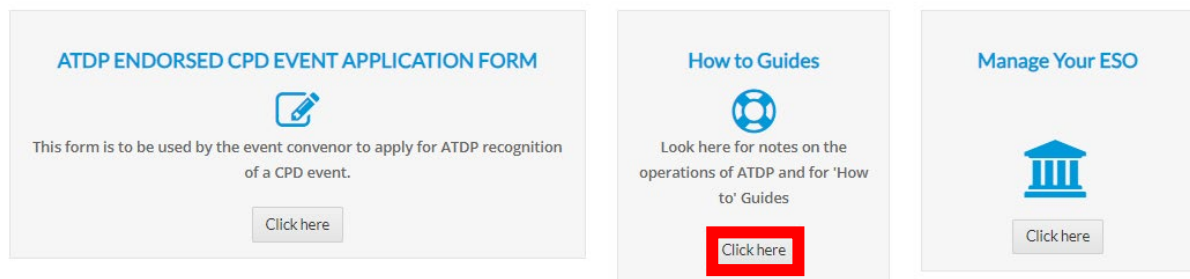 ATDP ENDORSED CPD EVENT APPLICATION FORM
This form is to be used by the event convenor to apply for ATDP recognition
of a CPD event.
Click here
How to Guides
Look here for notes on the
operations of ATDP and for 'How
to' Guides
Click here
Manage Your ESO
Click here